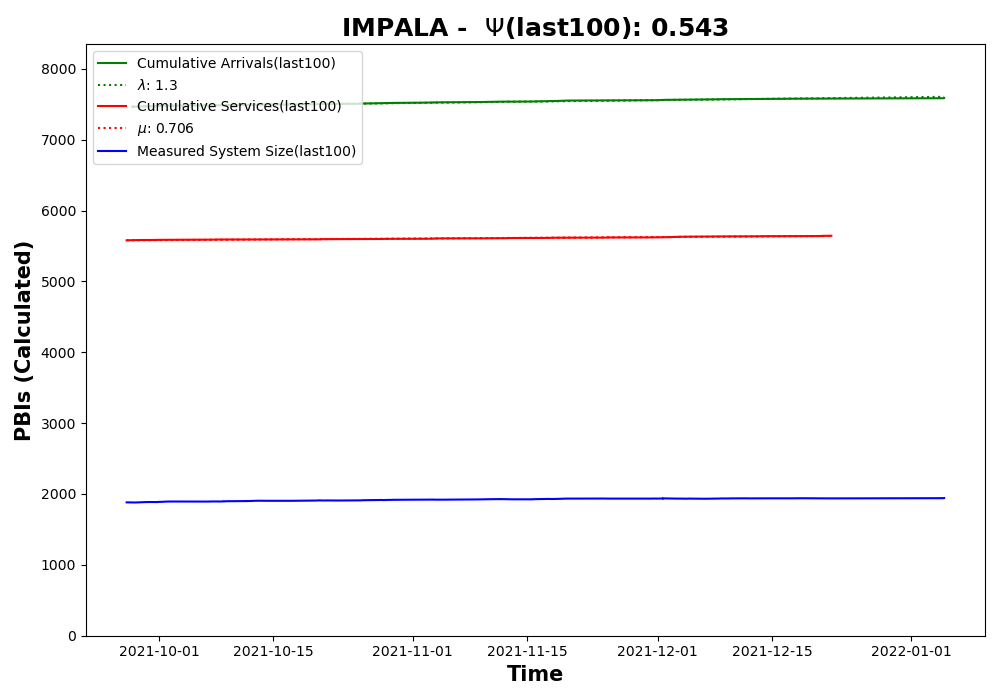 IMPALA - Ψ(last100): 0.543
Cumulative Arrivals(last100)
λ: 1.3
Cumulative Services(last100)
μ: 0.706
Measured System Size(last100)
PBIs (Calculated)
8000
7000
6000
5000
4000
3000
2000
1000
0
2021-10-01 2021-10-15 2021-11-01 2021-11-15 2021-12-01 2021-12-15 2022-01-01
Time